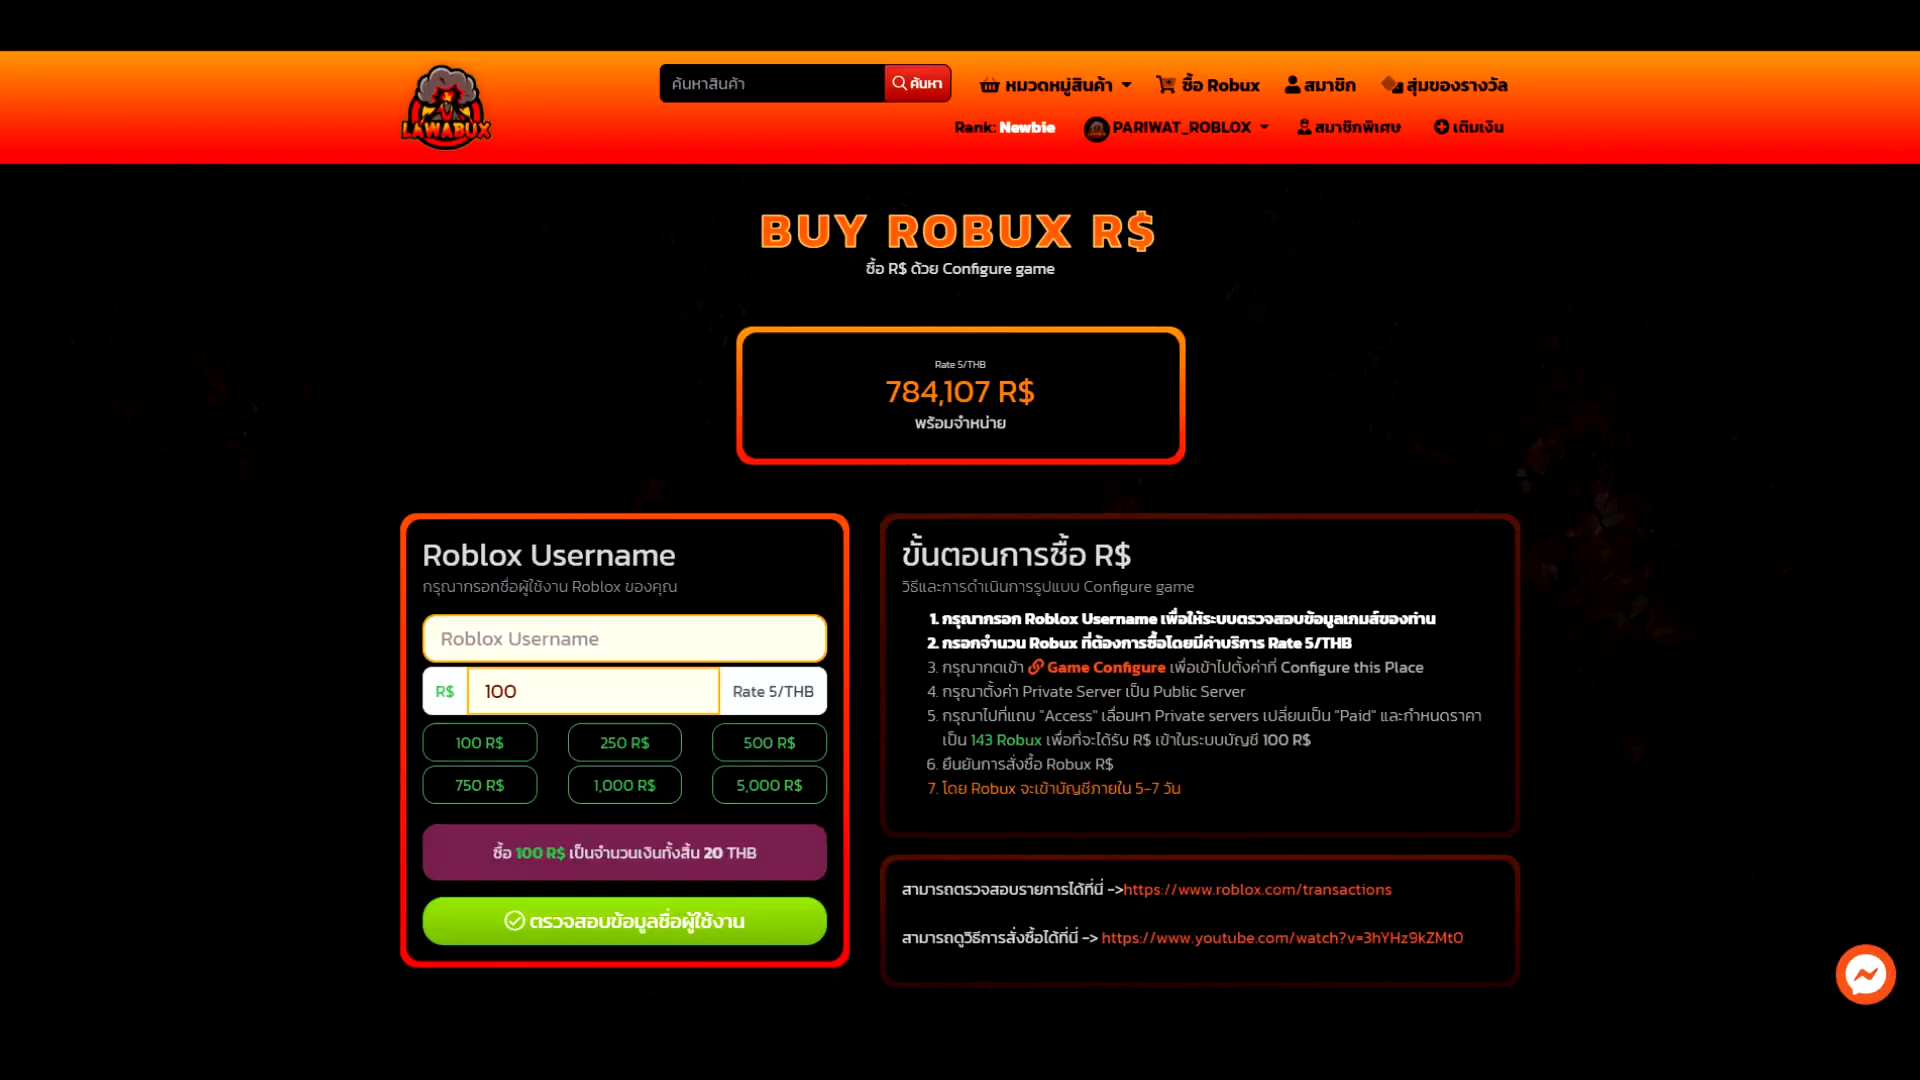 LAWABUX
ค้นหาสินค้า
ค้นหา
หมวดหมู่สินค้า
ซื้อ Robux
สมาชิก
สุ่มของรางวัล
Rank: Newbie
PARIWAT_ROBLOX
สมาชิกพิเศษ
เติมเงิน
BUY ROBUX R$
ซื้อ R$ ด้วย Configure game
Rate 5/THB
784,107 R$
พร้อมจำหน่าย
Roblox Username
กรุณากรอกชื่อผู้ใช้งาน Roblox ของคุณ
Roblox Username
R$ 100 Rate 5/THB
100 R$ 250 R$ 500 R$
750 R$ 1,000 R$ 5,000 R$
ซื้อ 100 R$ เป็นจำนวนเงินทั้งสิ้น 20 THB
ตรวจสอบข้อมูลชื่อผู้ใช้งาน
ขั้นตอนการซื้อ R$
วิธีและการดำเนินการรูปแบบ Configure game
1. กรุณากรอก Roblox Username เพื่อให้ระบบตรวจสอบข้อมูลเกมส์ของท่าน
2. กรอกจำนวน Robux ที่ต้องการซื้อโดยมีค่าบริการ Rate 5/THB
3. กรุณากดเข้า Game Configure เพื่อเข้าไปตั้งค่าที่ Configure this Place
4. กรุณาตั้งค่า Private Server เป็น Public Server
5. กรุณาไปที่แถบ "Access" เลื่อนหา Private servers เปลี่ยนเป็น "Paid" และกำหนดราคา
เป็น 143 Robux เพื่อที่จะได้รับ R$ เข้าในระบบบัญชี 100 R$
6. ยืนยันการสั่งซื้อ Robux R$
7. โดย Robux จะเข้าบัญชีภายใน 5-7 วัน
สามารถตรวจสอบรายการได้ที่นี่ ->https://www.roblox.com/transactions
สามารถดูวิธีการสั่งซื้อได้ที่นี่ -> https://www.youtube.com/watch?v=3hYHz9kZMt0